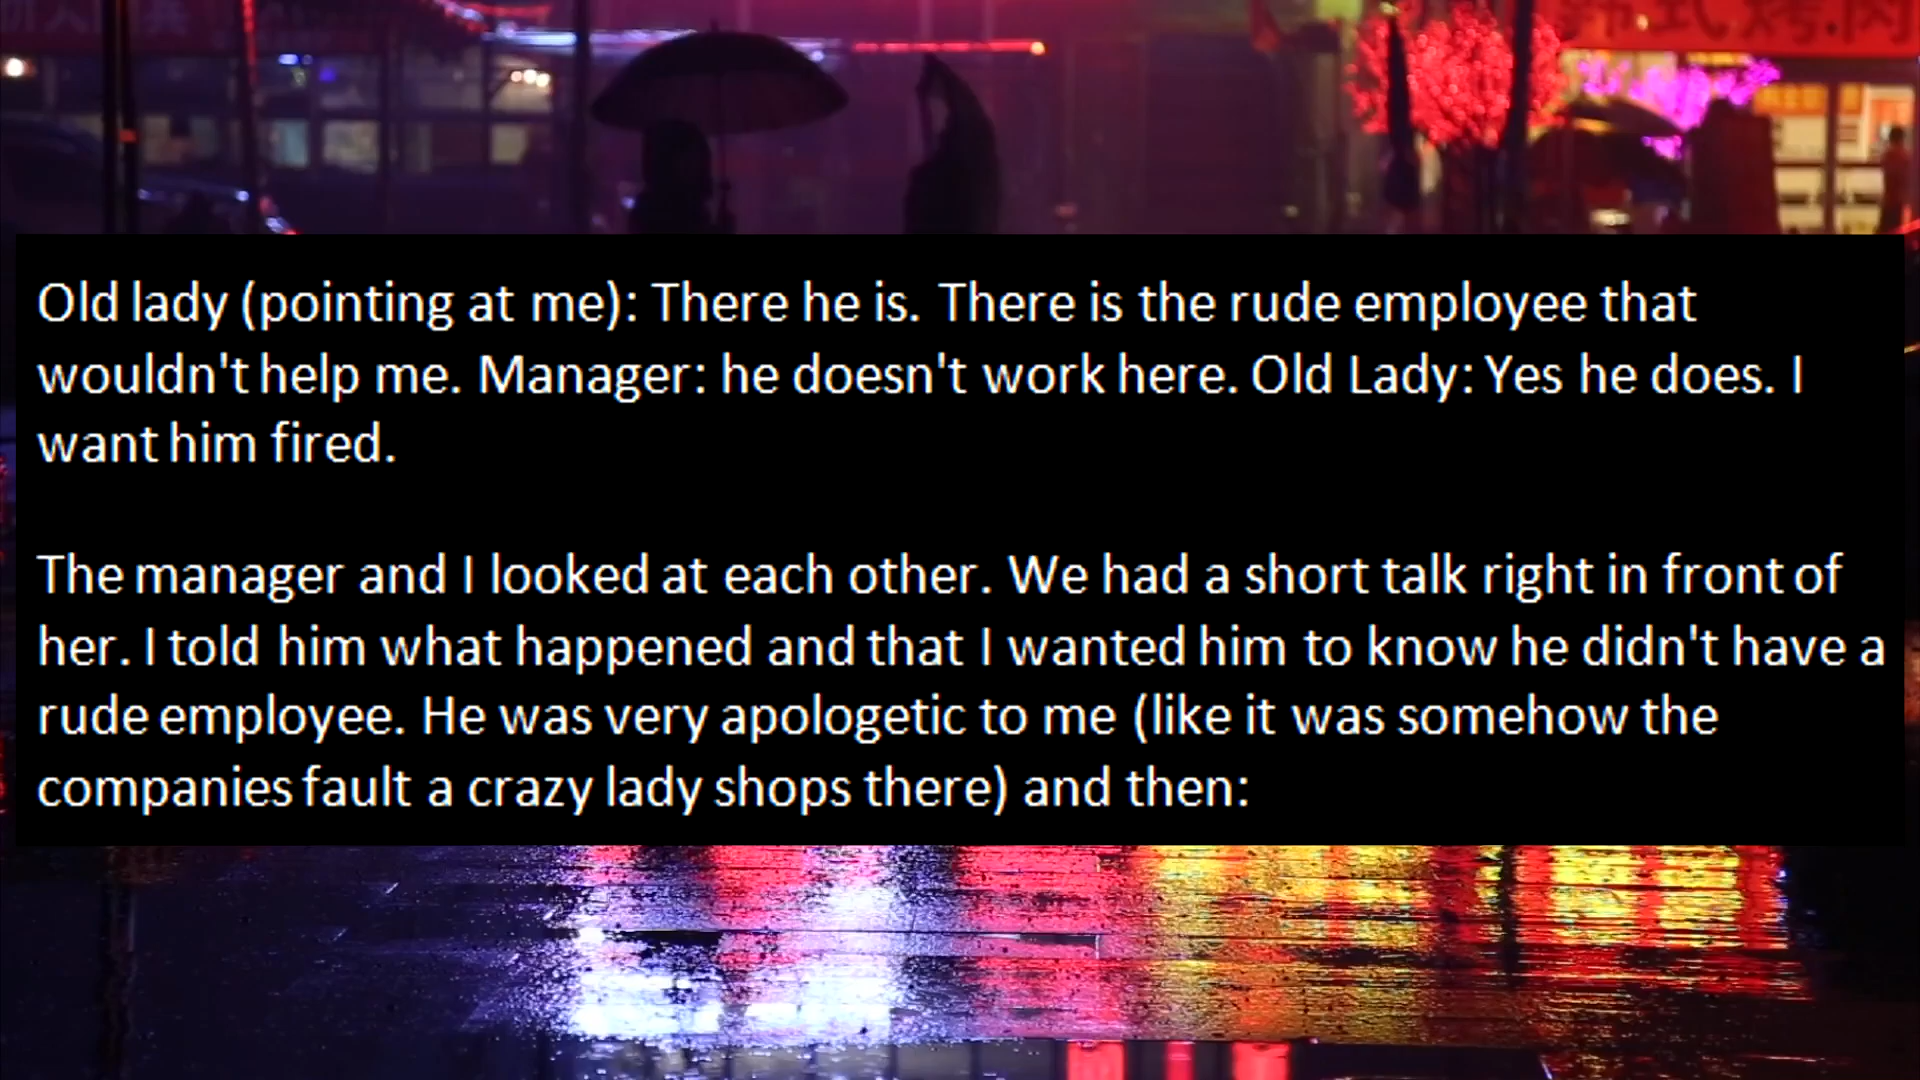 韩式烤.肉
Old lady (pointing at me): There he is. There is the rude employee that
wouldn't help me. Manager: he doesn't work here. Old Lady: Yes he does. I
want him fired.
The manager and I looked at each other. We had a short talk right in front of
her. I told him what happened and that I wanted him to know he didn't have a
rude employee. He was very apologetic to me (like it was somehow the
companies fault a crazy lady shops there) and then: